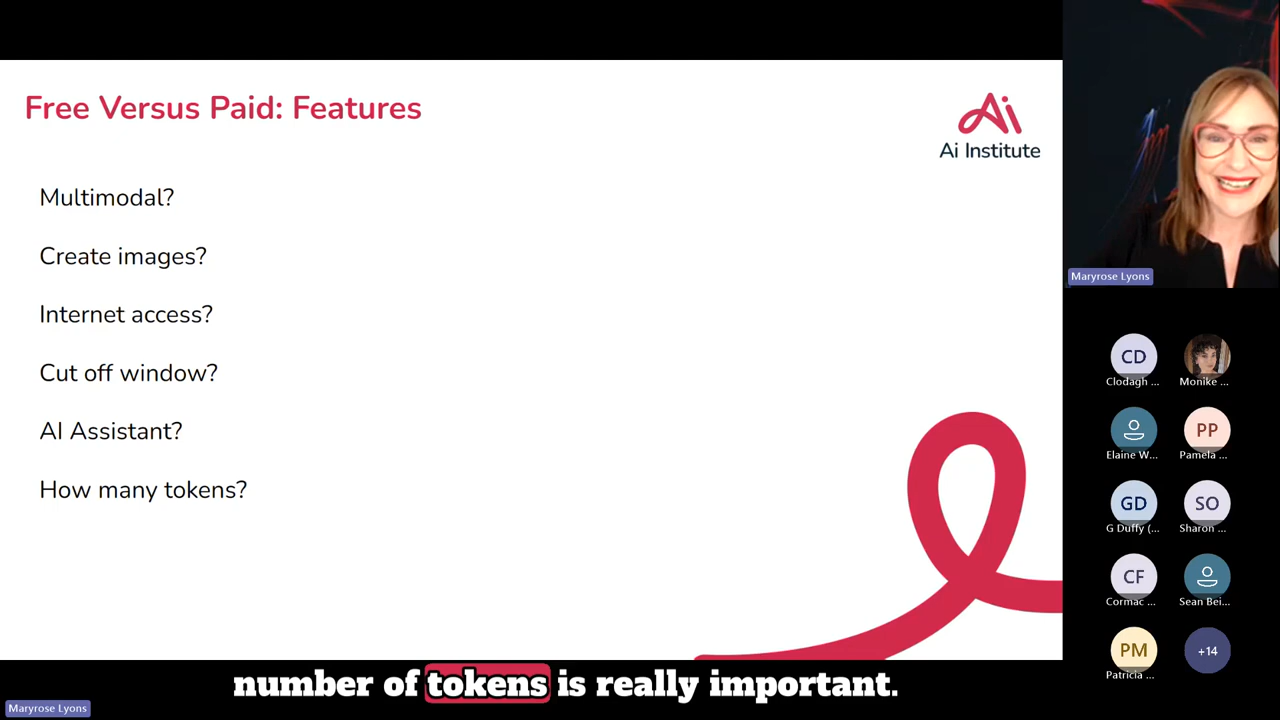 Free Versus Paid: Features
Ai
Ai Institute
Multimodal?
Create images?
Internet access?
Cut off window?
AI Assistant?
How many tokens?
number of tokens is really important.
Maryrose Lyons
Maryrose Lyons
CD
Clodagh ...
Monike ...
Elaine W...
PP
Pamela ...
GD
G Duffy (...
SO
Sharon ...
CF
Cormac ...
Sean Bei...
PM
Patricia ...
+14